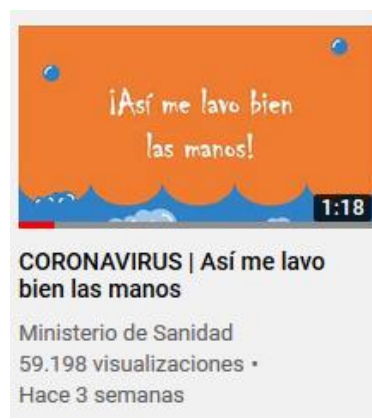 ¡Así me lavo bien
las manos!
1:18
CORONAVIRUS | Así me lavo
bien las manos
Ministerio de Sanidad
59.198 visualizaciones •
Hace 3 semanas